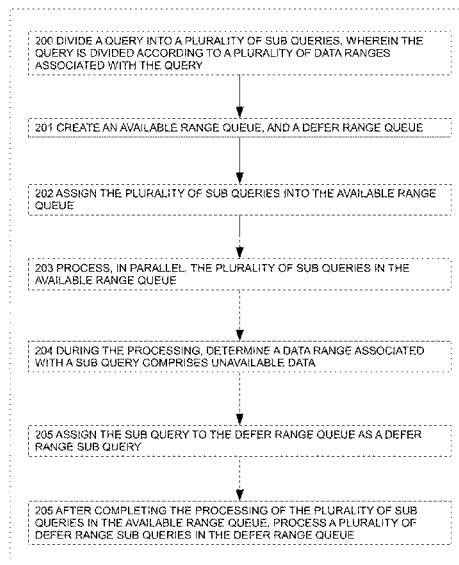 200 DIVIDE A QUERY INTO A PLURALITY OF SUB QUERIES, WHEREIN THE
QUERY IS DIVIDED ACCORDING TO A PLURALITY OF DATA RANGES
ASSOCIATED WITH THE QUERY
201 CREATE AN AVAILABLE RANGE QUEUE, AND A DEFER RANGE QUEUE
202 ASSIGN THE PLURALITY OF SUB QUERIES INTO THE AVAILABLE RANGE
QUEUE
203 PROCESS, IN PARALLEL, THE PLURALITY OF SUB QUERIES IN THE
AVAILABLE RANGE QUEUE
204 DURING THE PROCESSING, DETERMINE A DATA RANGE ASSOCIATED
WITH A SUB QUERY COMPRISES UNAVAILABLE DATA
205 ASSIGN THE SUB QUERY TO THE DEFER RANGE QUEUE AS A DEFER
RANGE SUB QUERY
205 AFTER COMPLETING THE PROCESSING OF THE PLURALITY OF SUB
QUERIES IN THE AVAILABLE RANGE QUEUE, PROCESS A PLURALITY OF
DEFER RANGE SUB QUERIES IN THE DEFER RANGE QUEUE